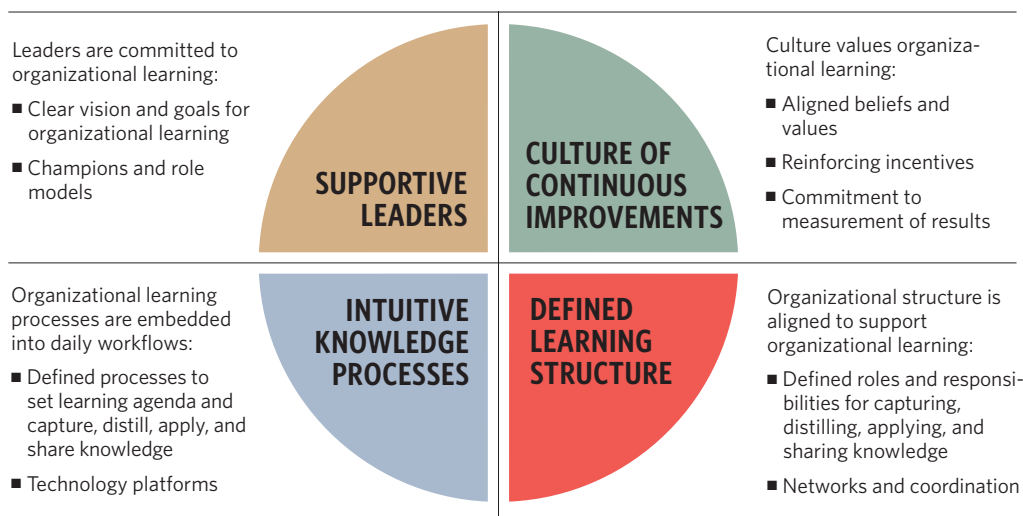 Leaders are committed to
organizational learning:
■ Clear vision and goals for
organizational learning
■ Champions and role
models
SUPPORTIVE
LEADERS
CULTURE OF
CONTINUOUS
IMPROVEMENTS
Culture values organiza-
tional learning:
■ Aligned beliefs and
values
■ Reinforcing incentives
■ Commitment to
measurement of results
Organizational learning
processes are embedded
into daily workflows:
■ Defined processes to
set learning agenda and
capture, distill, apply, and
share knowledge
■ Technology platforms
INTUITIVE
KNOWLEDGE
PROCESSES
DEFINED
LEARNING
STRUCTURE
Organizational structure is
aligned to support
organizational learning:
■ Defined roles and responsi-
bilities for capturing,
distilling, applying, and
sharing knowledge
■ Networks and coordination